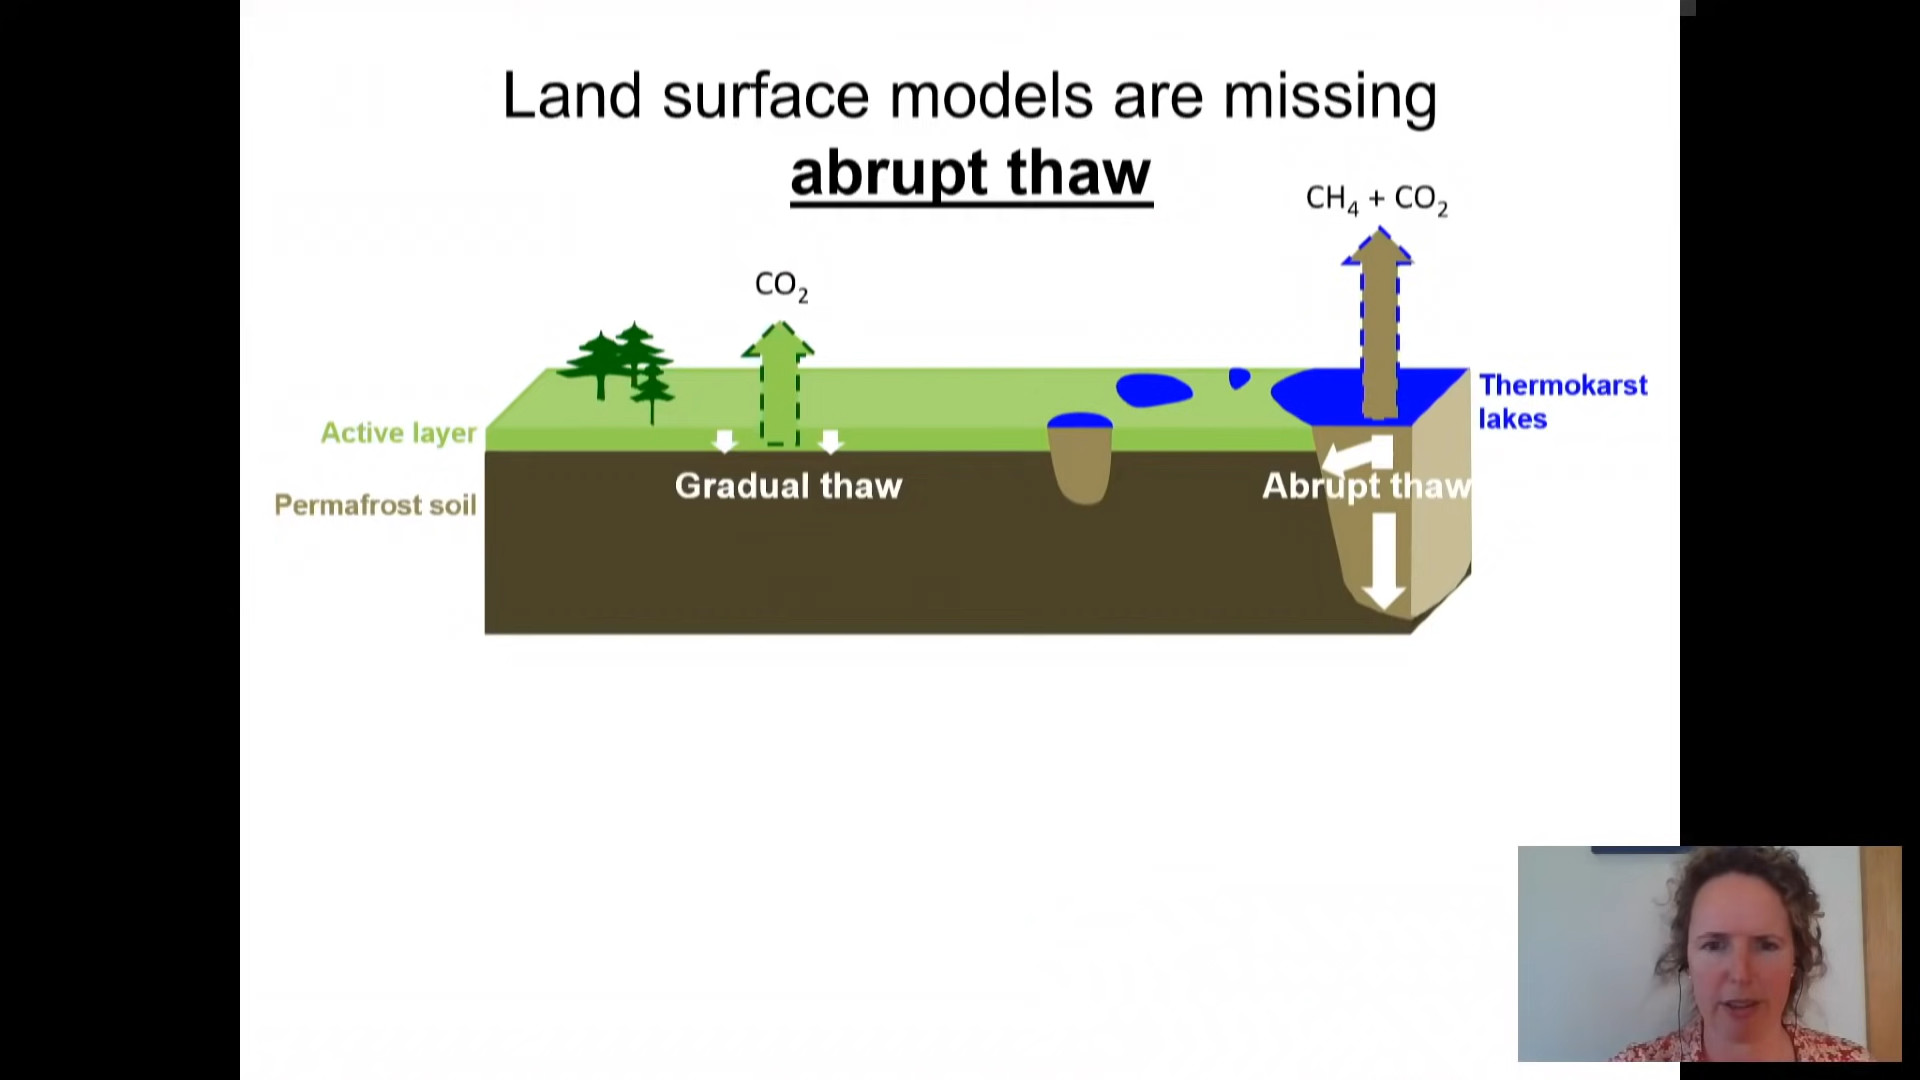 Land surface models are missing
abrupt thaw
CH₄ + CO₂
CO₂
Thermokarst
lakes
Active layer
Gradual thaw
Abrupt thaw
Permafrost soil